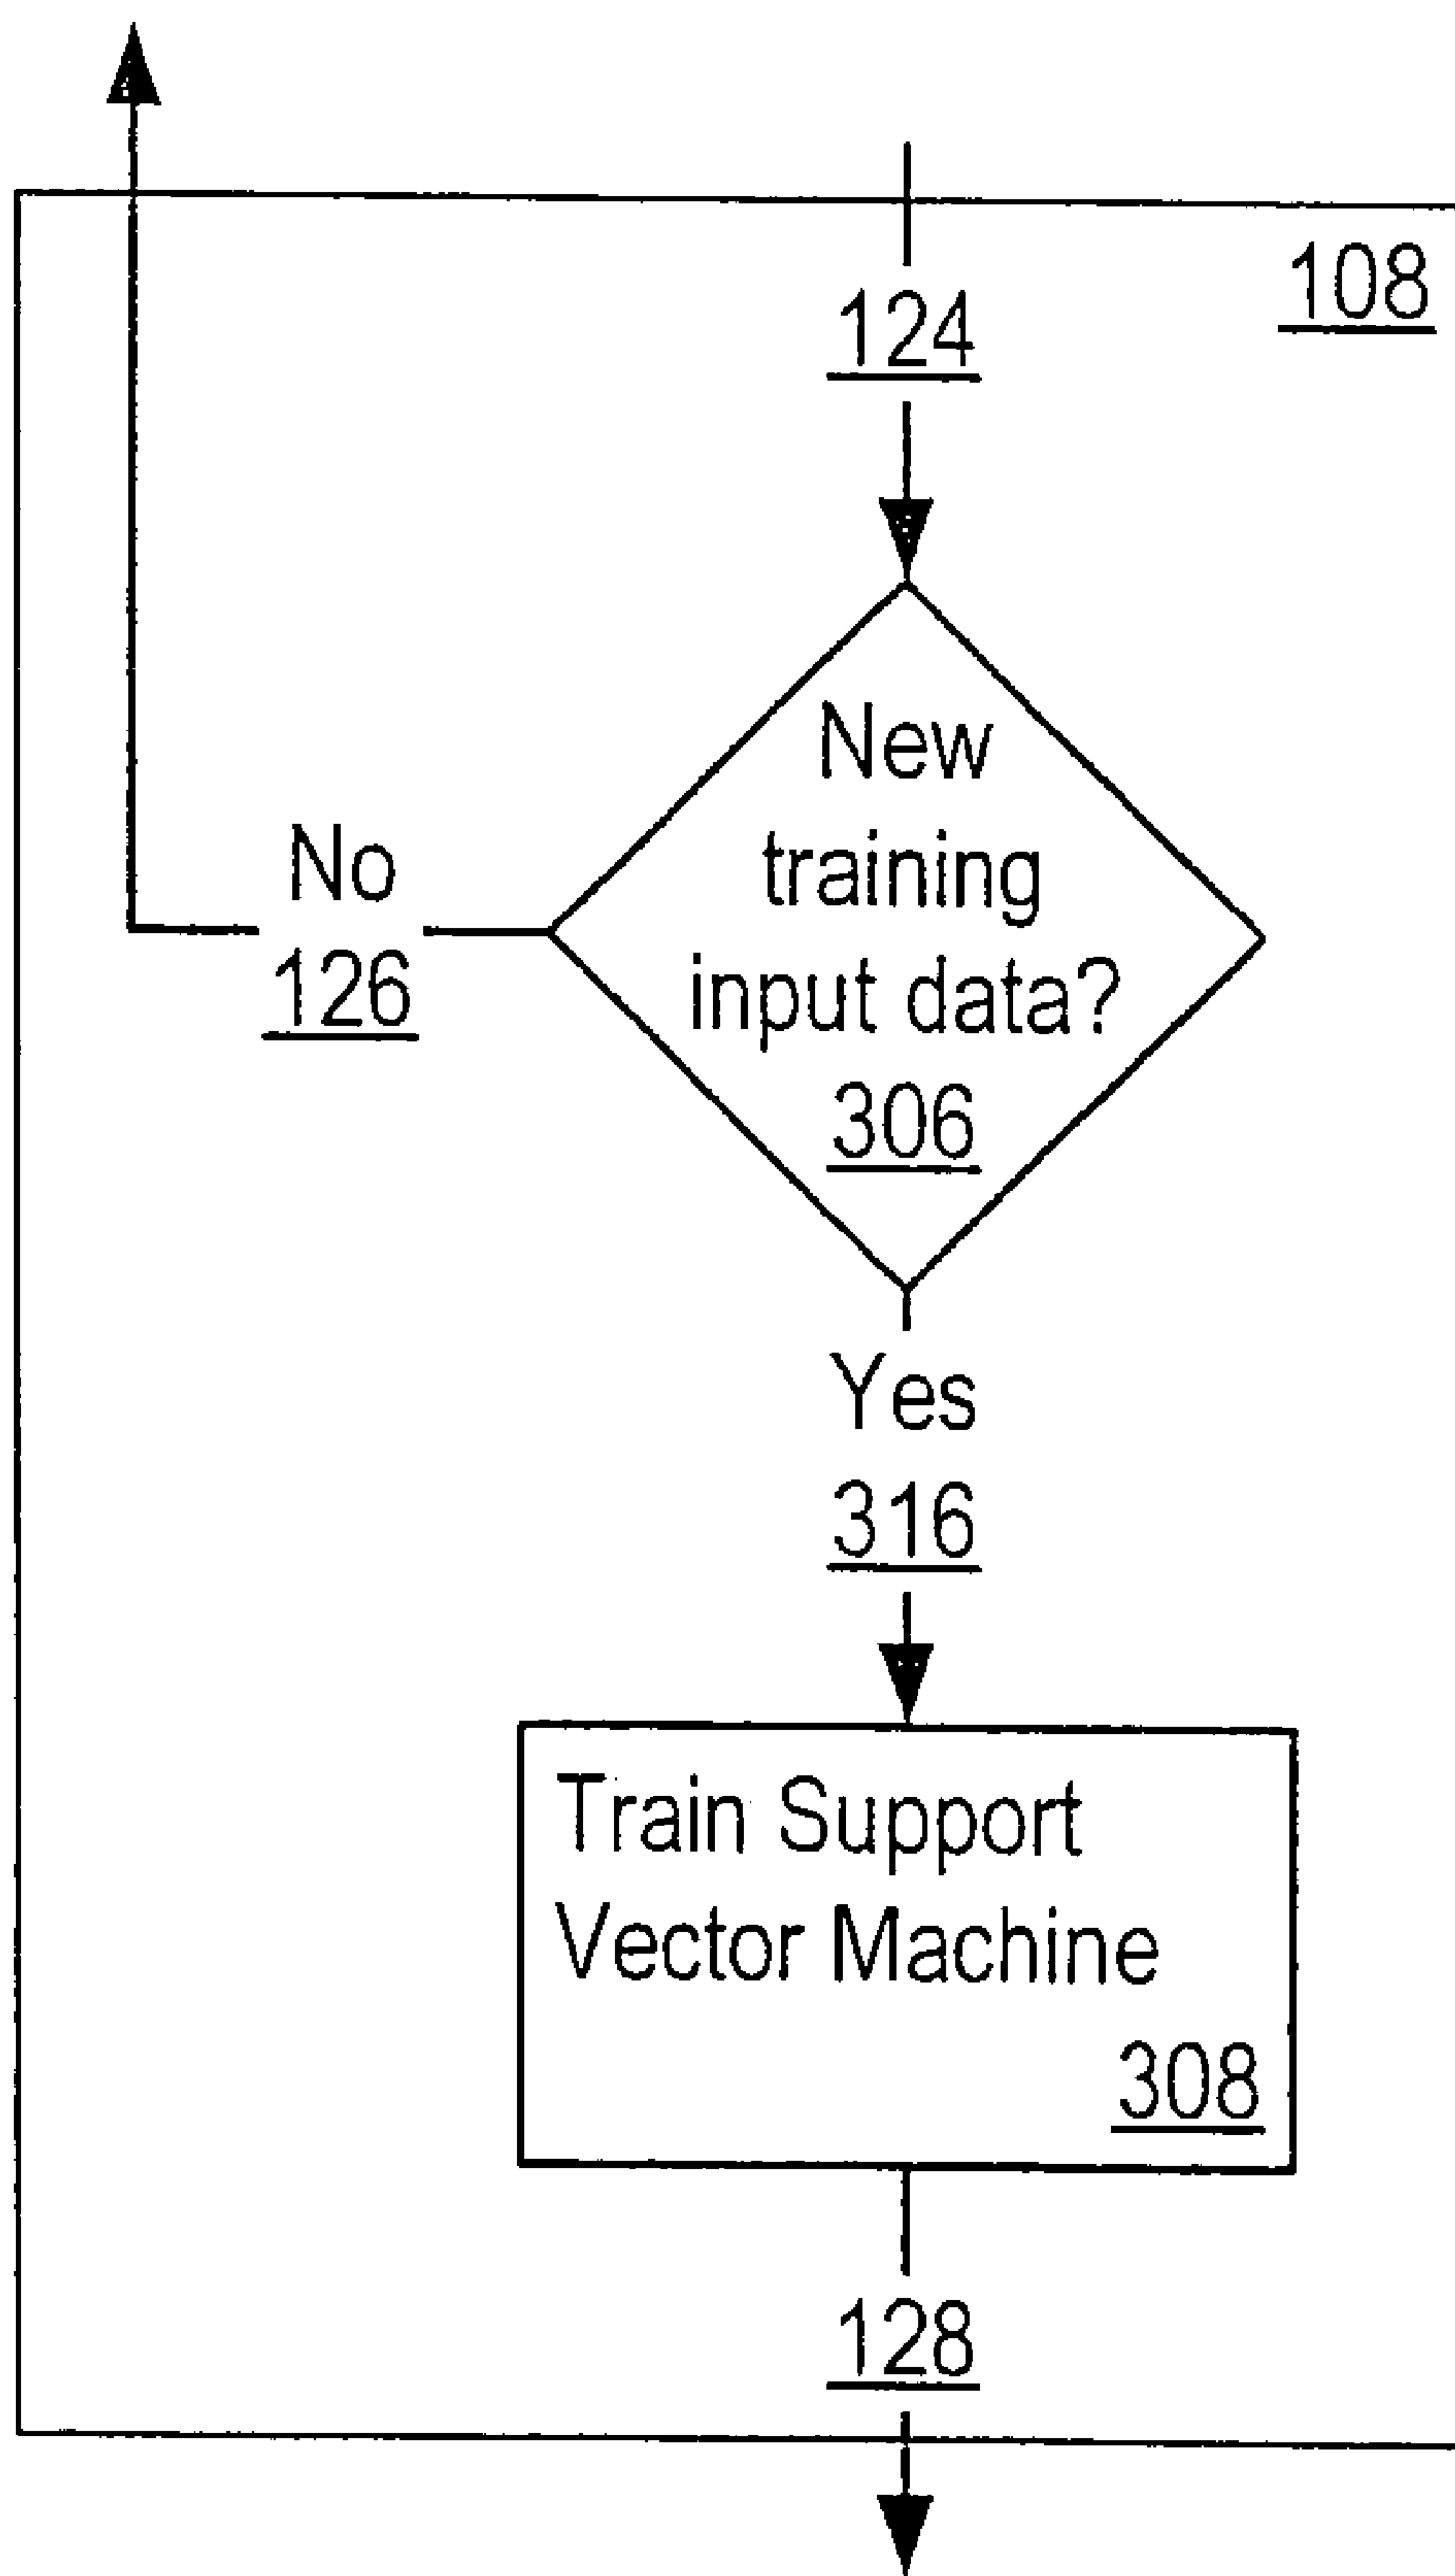 108
124
New
training
input data?
306
No
126
Yes
316
Train Support
Vector Machine
308
128